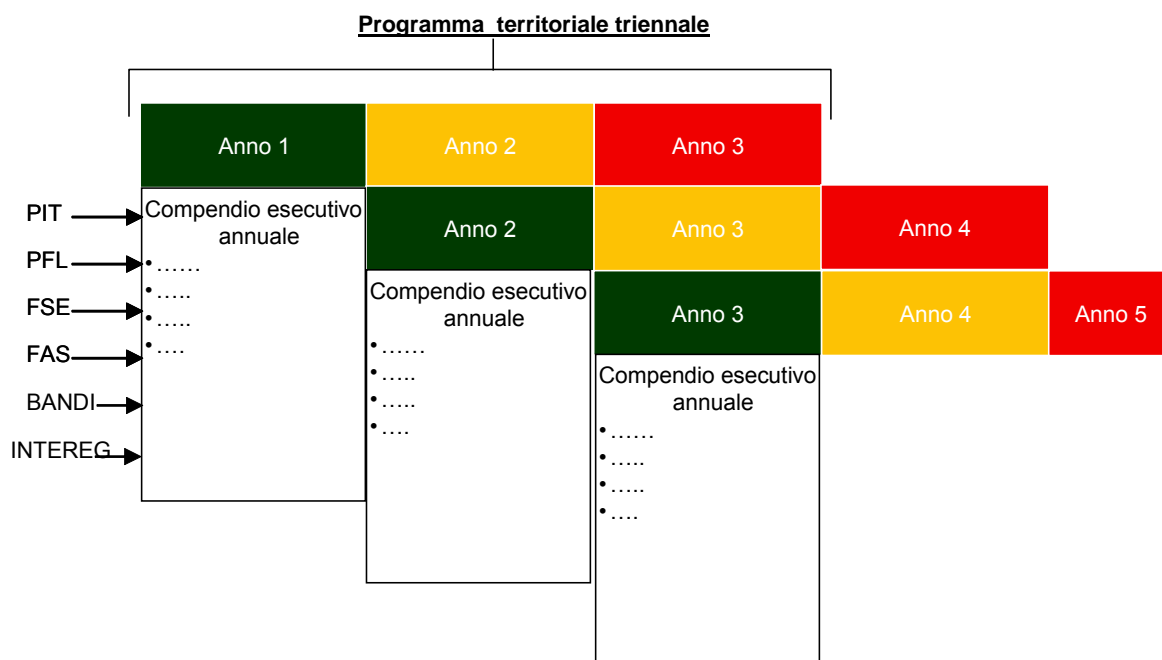 Programma  territoriale triennale
Anno 1
Anno 2
Anno 3
PIT
PFL
FSE
FAS
BANDI
INTEREG
Compendio esecutivo
annuale
• ……
• …..
• …..
• ….
Anno 2
Anno 3
Anno 4
Compendio esecutivo
annuale
• ……
• …..
• …..
• ….
Anno 3
Anno 4
Anno 5
Compendio esecutivo
annuale
• ……
• …..
• …..
• ….